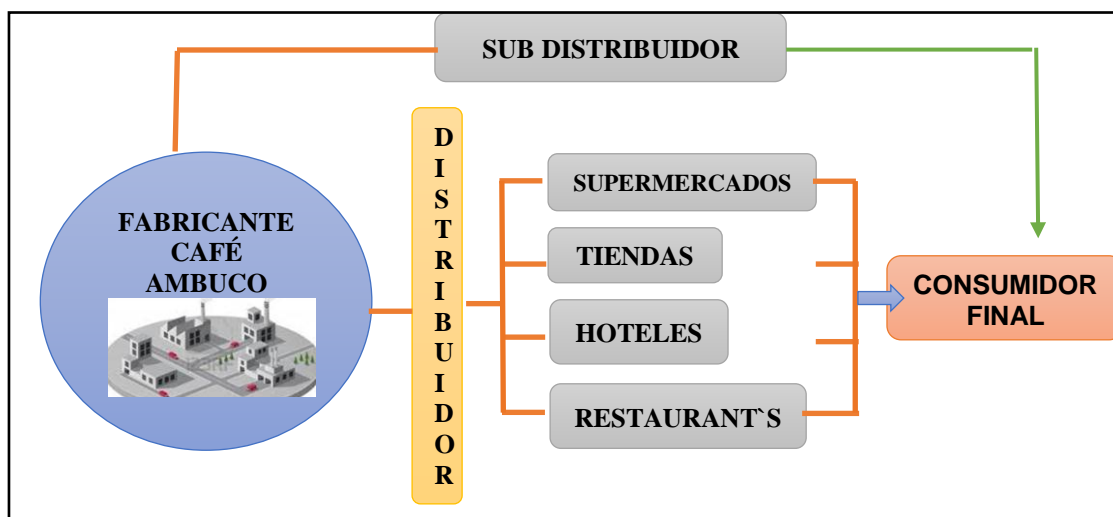 SUB DISTRIBUIDOR
FABRICANTE
CAFÉ
AMBUCO
D
I
S
T
R
I
B
U
I
D
O
R
SUPERMERCADOS
TIENDAS
HOTELES
RESTAURANT`S
CONSUMIDOR
FINAL